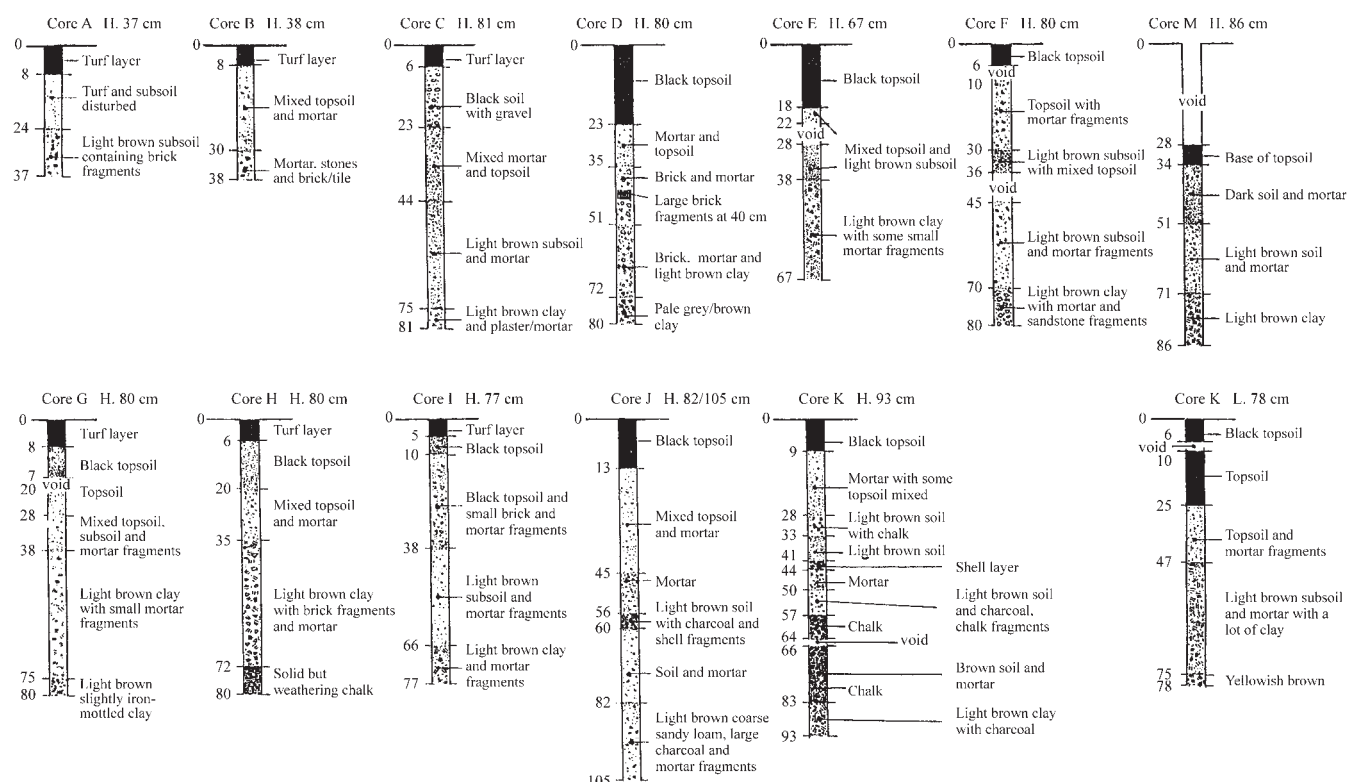 Core A H. 37 cm
0
Turf layer
8
Turf and subsoil
disturbed
24
Light brown subsoil
containing brick
fragments
37
Core B H. 38 cm
0
Turf layer
8
Mixed topsoil
and mortar
30
Mortar. stones
and brick/tile
38
Core C H. 81 cm
0
Turf layer
6
Black soil
with gravel
23
Mixed mortar
and topsoil
44
Light brown subsoil
and mortar
75
Light brown clay
and plaster/mortar
81
Core D H. 80 cm
0
Black topsoil
23
Mortar and
topsoil
35
Brick and mortar
Large brick
fragments at 40 cm
51
Brick. mortar and
light brown clay
72
Pale grey/brown
clay
80
Core E H. 67 cm
0
Black topsoil
18
22
void
28
Mixed topsoil and
light brown subsoil
38
Light brown clay
with some small
mortar fragments
67
Core F H. 80 cm
0
Black topsoil
6
void
10
Topsoil with
mortar fragments
30
Light brown subsoil
with mixed topsoil
36
void
45
Light brown subsoil
and mortar fragments
70
Light brown clay
with mortar and
sandstone fragments
80
Core M H. 86 cm
0
void
28
Base of topsoil
34
Dark soil and mortar
51
Light brown soil
and mortar
71
Light brown clay
86
Core G H. 80 cm
0
Turf layer
8
Black topsoil
7
void
20
Topsoil
28
Mixed topsoil,
subsoil and
mortar fragments
38
Light brown clay
with small mortar
fragments
75
Light brown
slightly iron-
mottled clay
80
Core H H. 80 cm
0
Turf layer
6
Black topsoil
20
Mixed topsoil
and mortar
35
Light brown clay
with brick fragments
and mortar
72
Solid but
weathering chalk
80
Core I H. 77 cm
0
Turf layer
5
Black topsoil
10
Black topsoil and
small brick and
mortar fragments
38
Light brown
subsoil and
mortar fragments
66
Light brown clay
and mortar
fragments
77
Core J H. 82/105 cm
0
Black topsoil
13
Mixed topsoil
and mortar
45
Mortar
56
Light brown soil
with charcoal and
shell fragments
60
Soil and mortar
82
Light brown coarse
sandy loam, large
charcoal and
mortar fragments
105
Core K H. 93 cm
0
Black topsoil
9
Mortar with some
topsoil mixed
28
Light brown soil
with chalk
33
Light brown soil
41
Shell layer
44
Mortar
50
Light brown soil
and charcoal,
chalk fragments
57
Chalk
64
void
66
Brown soil and
mortar
Chalk
83
Light brown clay
with charcoal
93
Core K L. 78 cm
0
Black topsoil
6
void
10
Topsoil
25
Topsoil and
mortar fragments
47
Light brown subsoil
and mortar with a
lot of clay
75
Yellowish brown
78